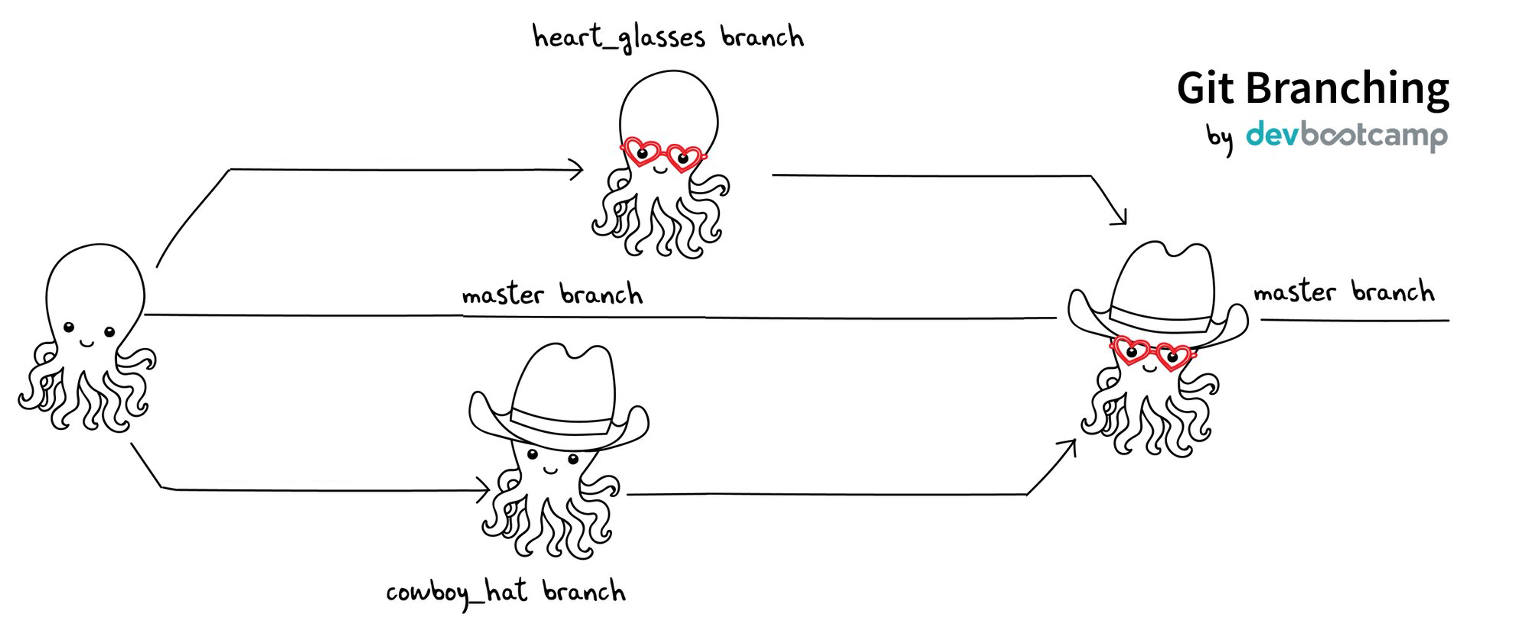 heart_glasses branch
Git Branching
by devbootcamp
master branch
master branch
cowboy_hat branch